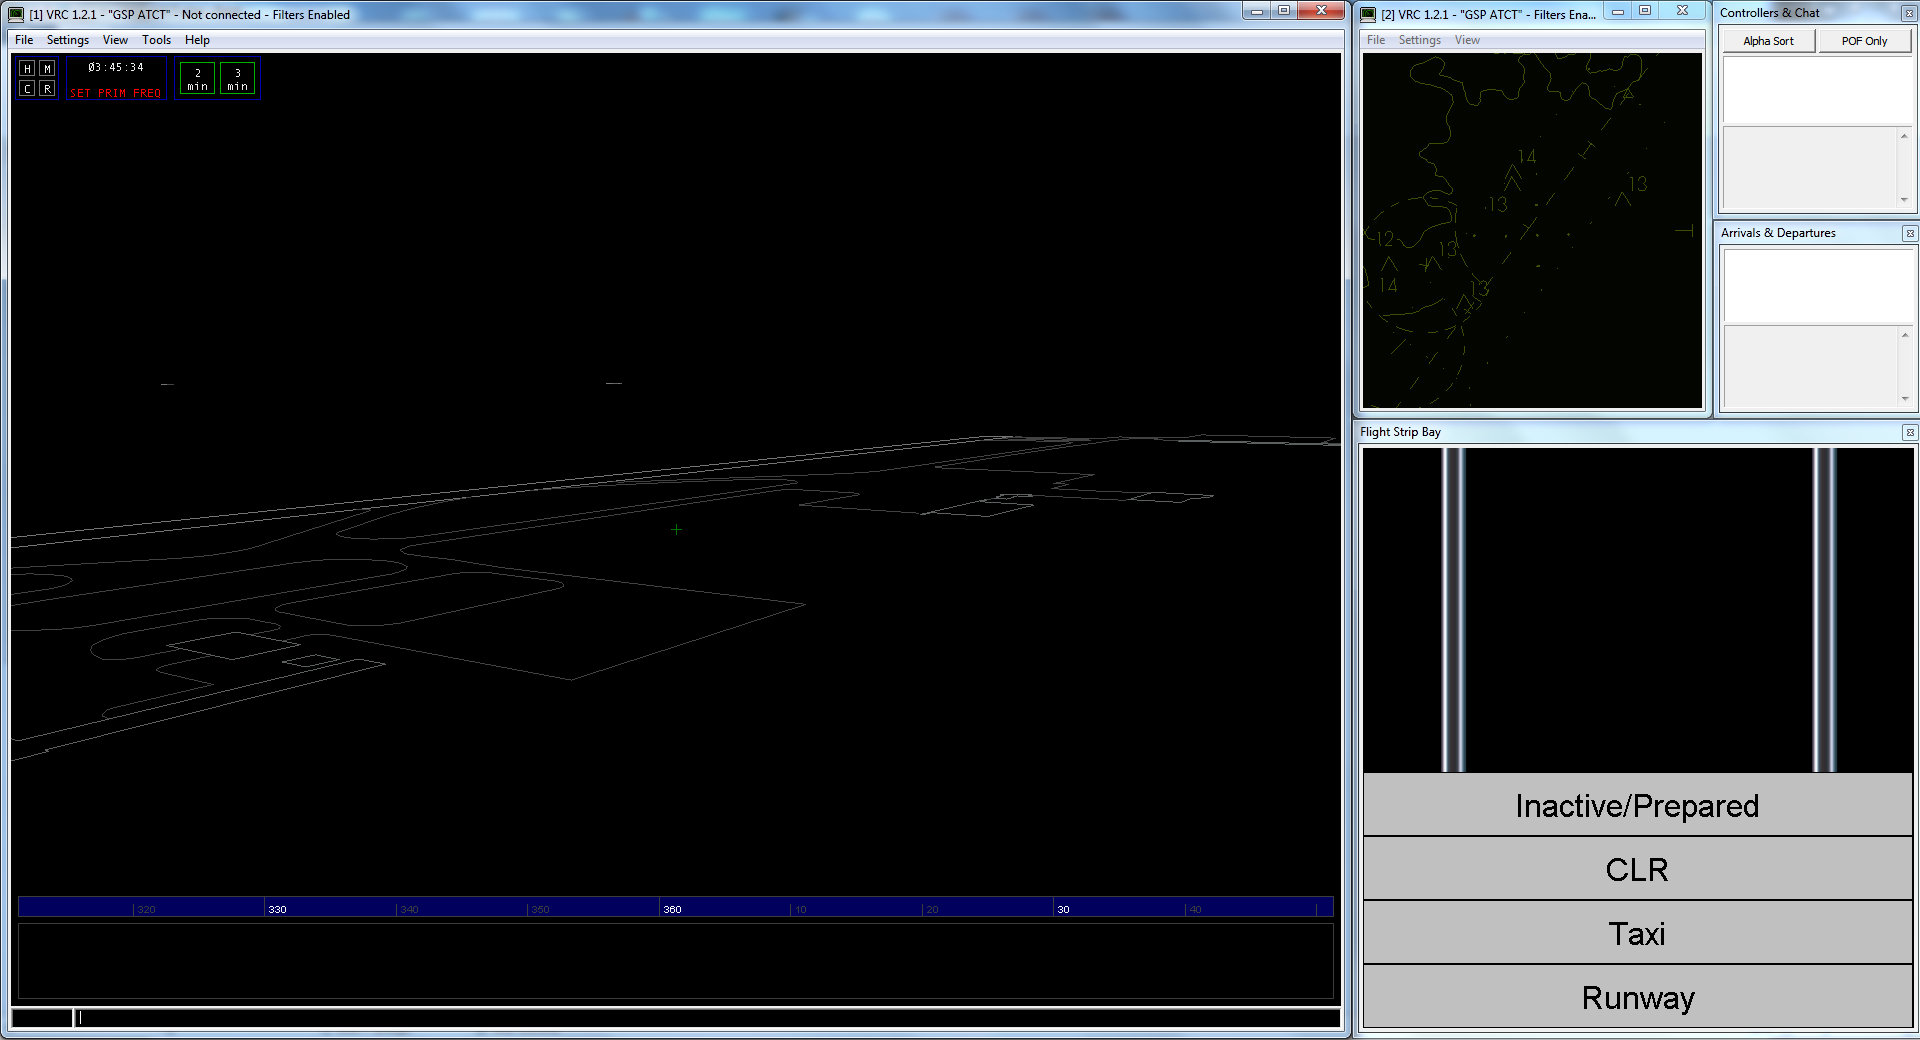 [1] VRC 1.2.1 - "GSP ATCT" - Not connected - Filters Enabled
File Settings View Tools Help
H M
C R
03:45:34
SET PRIM FREQ
2 min
3 min
320 330 340 350 360 10 20 30 40
[2] VRC 1.2.1 - "GSP ATCT" - Filters Ena...
File Settings View
14
13
13
12
13
14
13
Controllers & Chat
Alpha Sort POF Only
Arrivals & Departures
Flight Strip Bay
Inactive/Prepared
CLR
Taxi
Runway